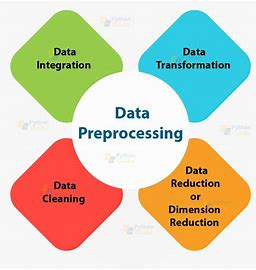 Data
Integration
Data
Transformation
Data
Preprocessing
Data
Cleaning
Data
Reduction
or
Dimension
Reduction